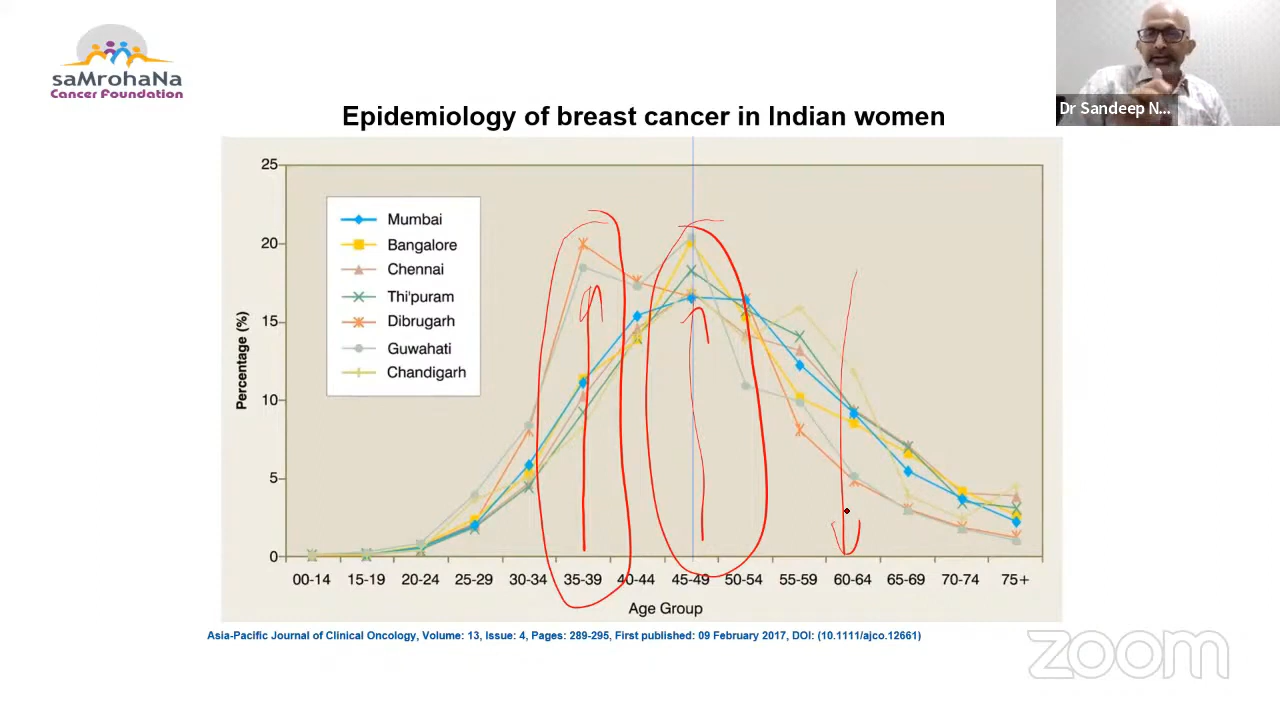 saMrohaNa
Cancer Foundation
Dr Sandeep N...
Epidemiology of breast cancer in Indian women
25
20
15
10
5
0
Percentage (%)
Mumbai
Bangalore
Chennai
Thi'puram
Dibrugarh
Guwahati
Chandigarh
00-14 15-19 20-24 25-29 30-34 35-39 40-44 45-49 50-54 55-59 60-64 65-69 70-74 75+
Age Group
Asia-Pacific Journal of Clinical Oncology, Volume: 13, Issue: 4, Pages: 289-295, First published: 09 February 2017, DOI: (10.1111/ajco.12661)
zoom